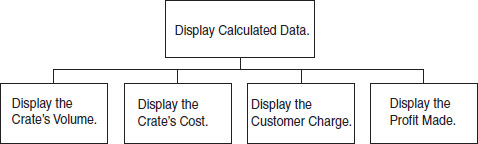 Display Calculated Data.
Display the
Crate's Volume.
Display the
Crate's Cost.
Display the
Customer Charge.
Display the
Profit Made.